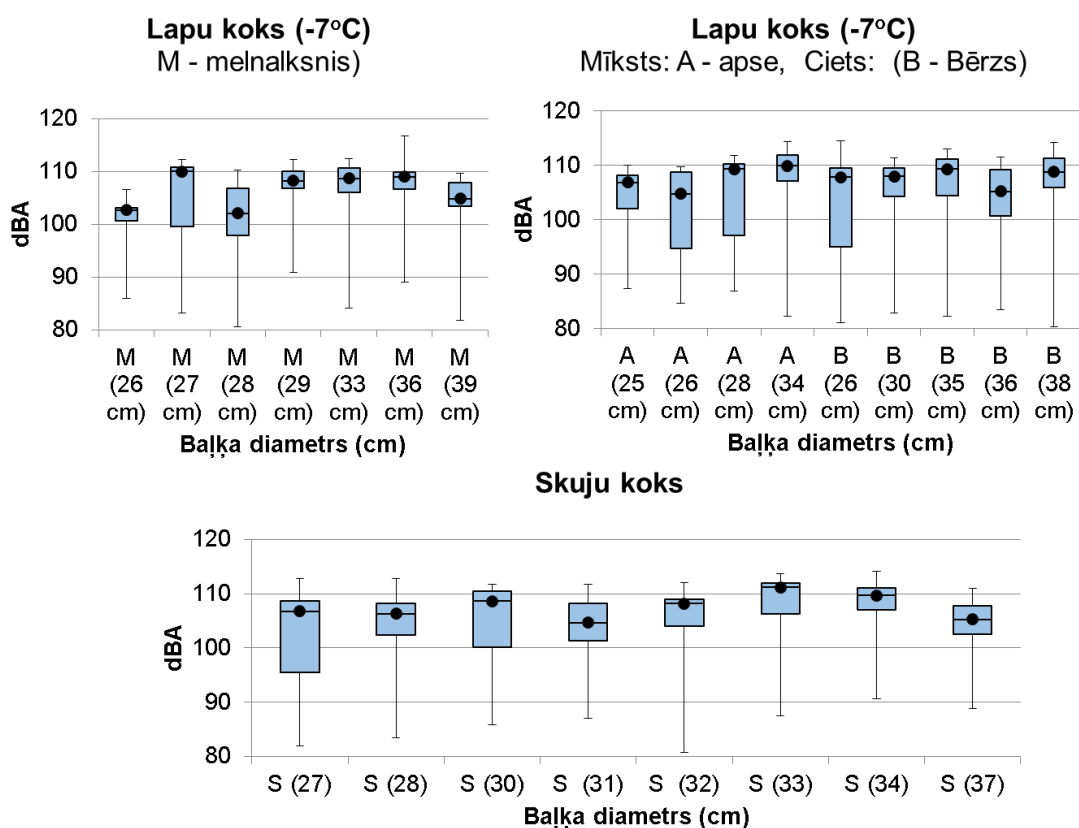 Lapu koks (-7°C)
M - melnalksnis)
120
110
100
90
80
dBA
M (26 cm)
M (27 cm)
M (28 cm)
M (29 cm)
M (33 cm)
M (36 cm)
M (39 cm)
Baļķa diametrs (cm)
Lapu koks (-7°C)
Mīksts: A - apse, Ciets: (B - Bērzs)
120
110
100
90
80
dBA
A (25 cm)
A (26 cm)
A (28 cm)
A (34 cm)
B (26 cm)
B (30 cm)
B (35 cm)
B (36 cm)
B (38 cm)
Baļķa diametrs (cm)
Skuju koks
120
110
100
90
80
dBA
S (27) S (28) S (30) S (31) S (32) S (33) S (34) S (37)
Baļķa diametrs (cm)